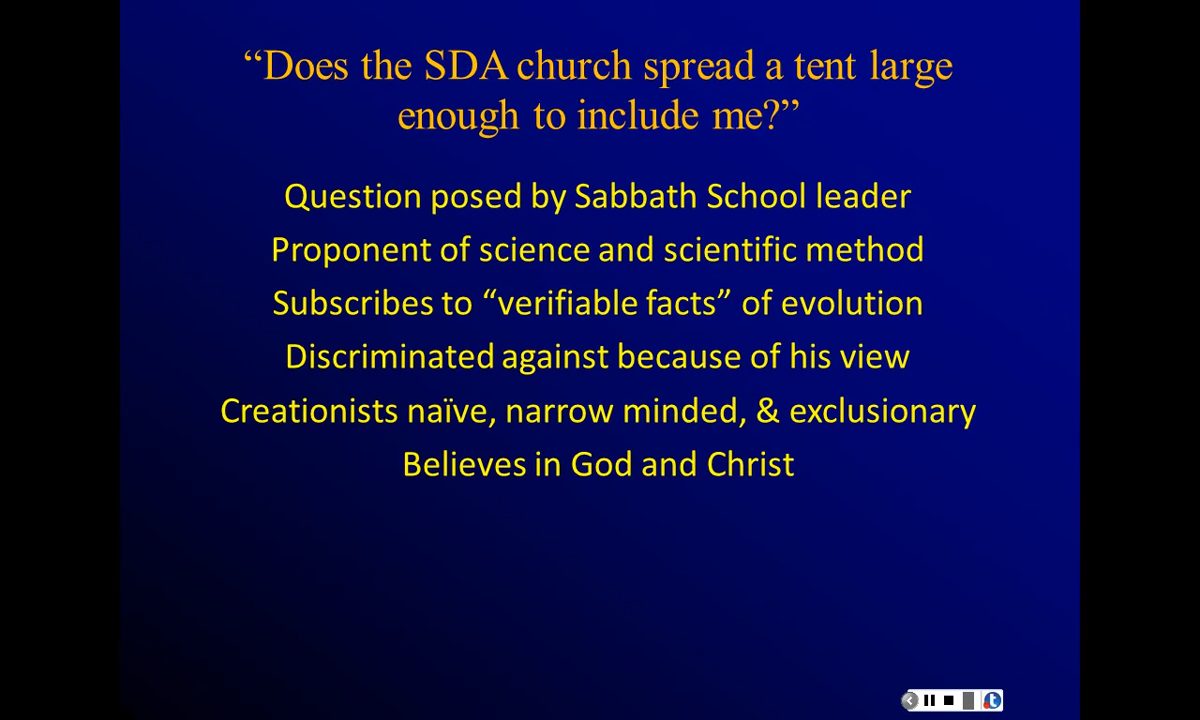 “Does the SDA church spread a tent large
enough to include me?”
Question posed by Sabbath School leader
Proponent of science and scientific method
Subscribes to “verifiable facts” of evolution
Discriminated against because of his view
Creationists naïve, narrow minded, & exclusionary
Believes in God and Christ